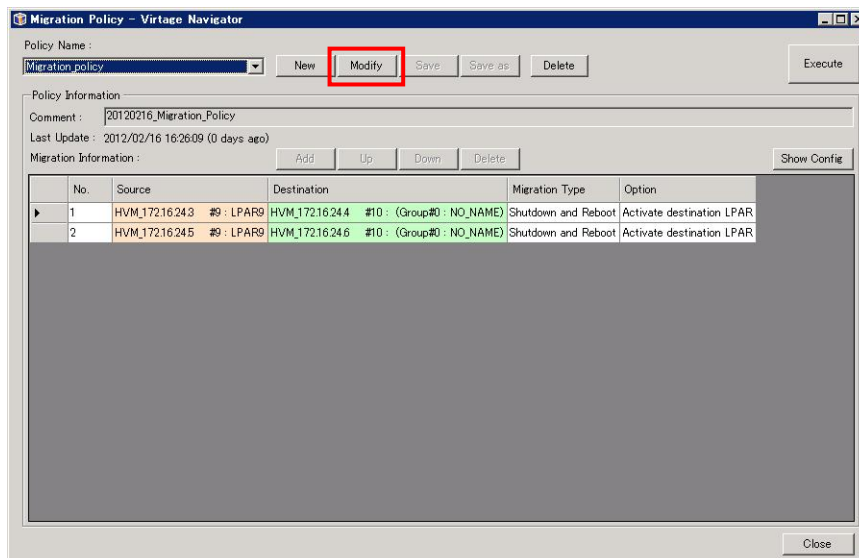 Migration Policy - Virtage Navigator
Policy Name :
Migration_policy New Modify Save Save as Delete Execute
Policy Information
Comment : 20120216_Migration_Policy
Last Update : 2012/02/16 16:26:09 (0 days ago)
Migration Information : Add Up Down Delete Show Config
No. Source Destination Migration Type Option
1 HVM_172.16.24.3 #9 : LPAR9 HVM_172.16.24.4 #10 : (Group#0 : NO_NAME) Shutdown and Reboot Activate destination LPAR
2 HVM_172.16.24.5 #9 : LPAR9 HVM_172.16.24.6 #10 : (Group#0 : NO_NAME) Shutdown and Reboot Activate destination LPAR
Close